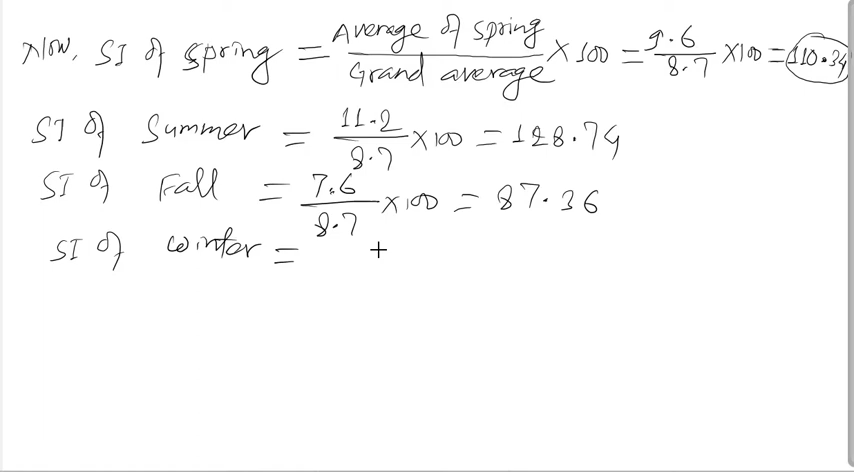 Now, SI of spring = Average of spring / Grand average × 100 = 9.6 / 8.7 × 100 = 110.34
SI of Summer = 11.2 / 8.7 × 100 = 128.74
SI of Fall = 7.6 / 8.7 × 100 = 87.36
SI of winter =